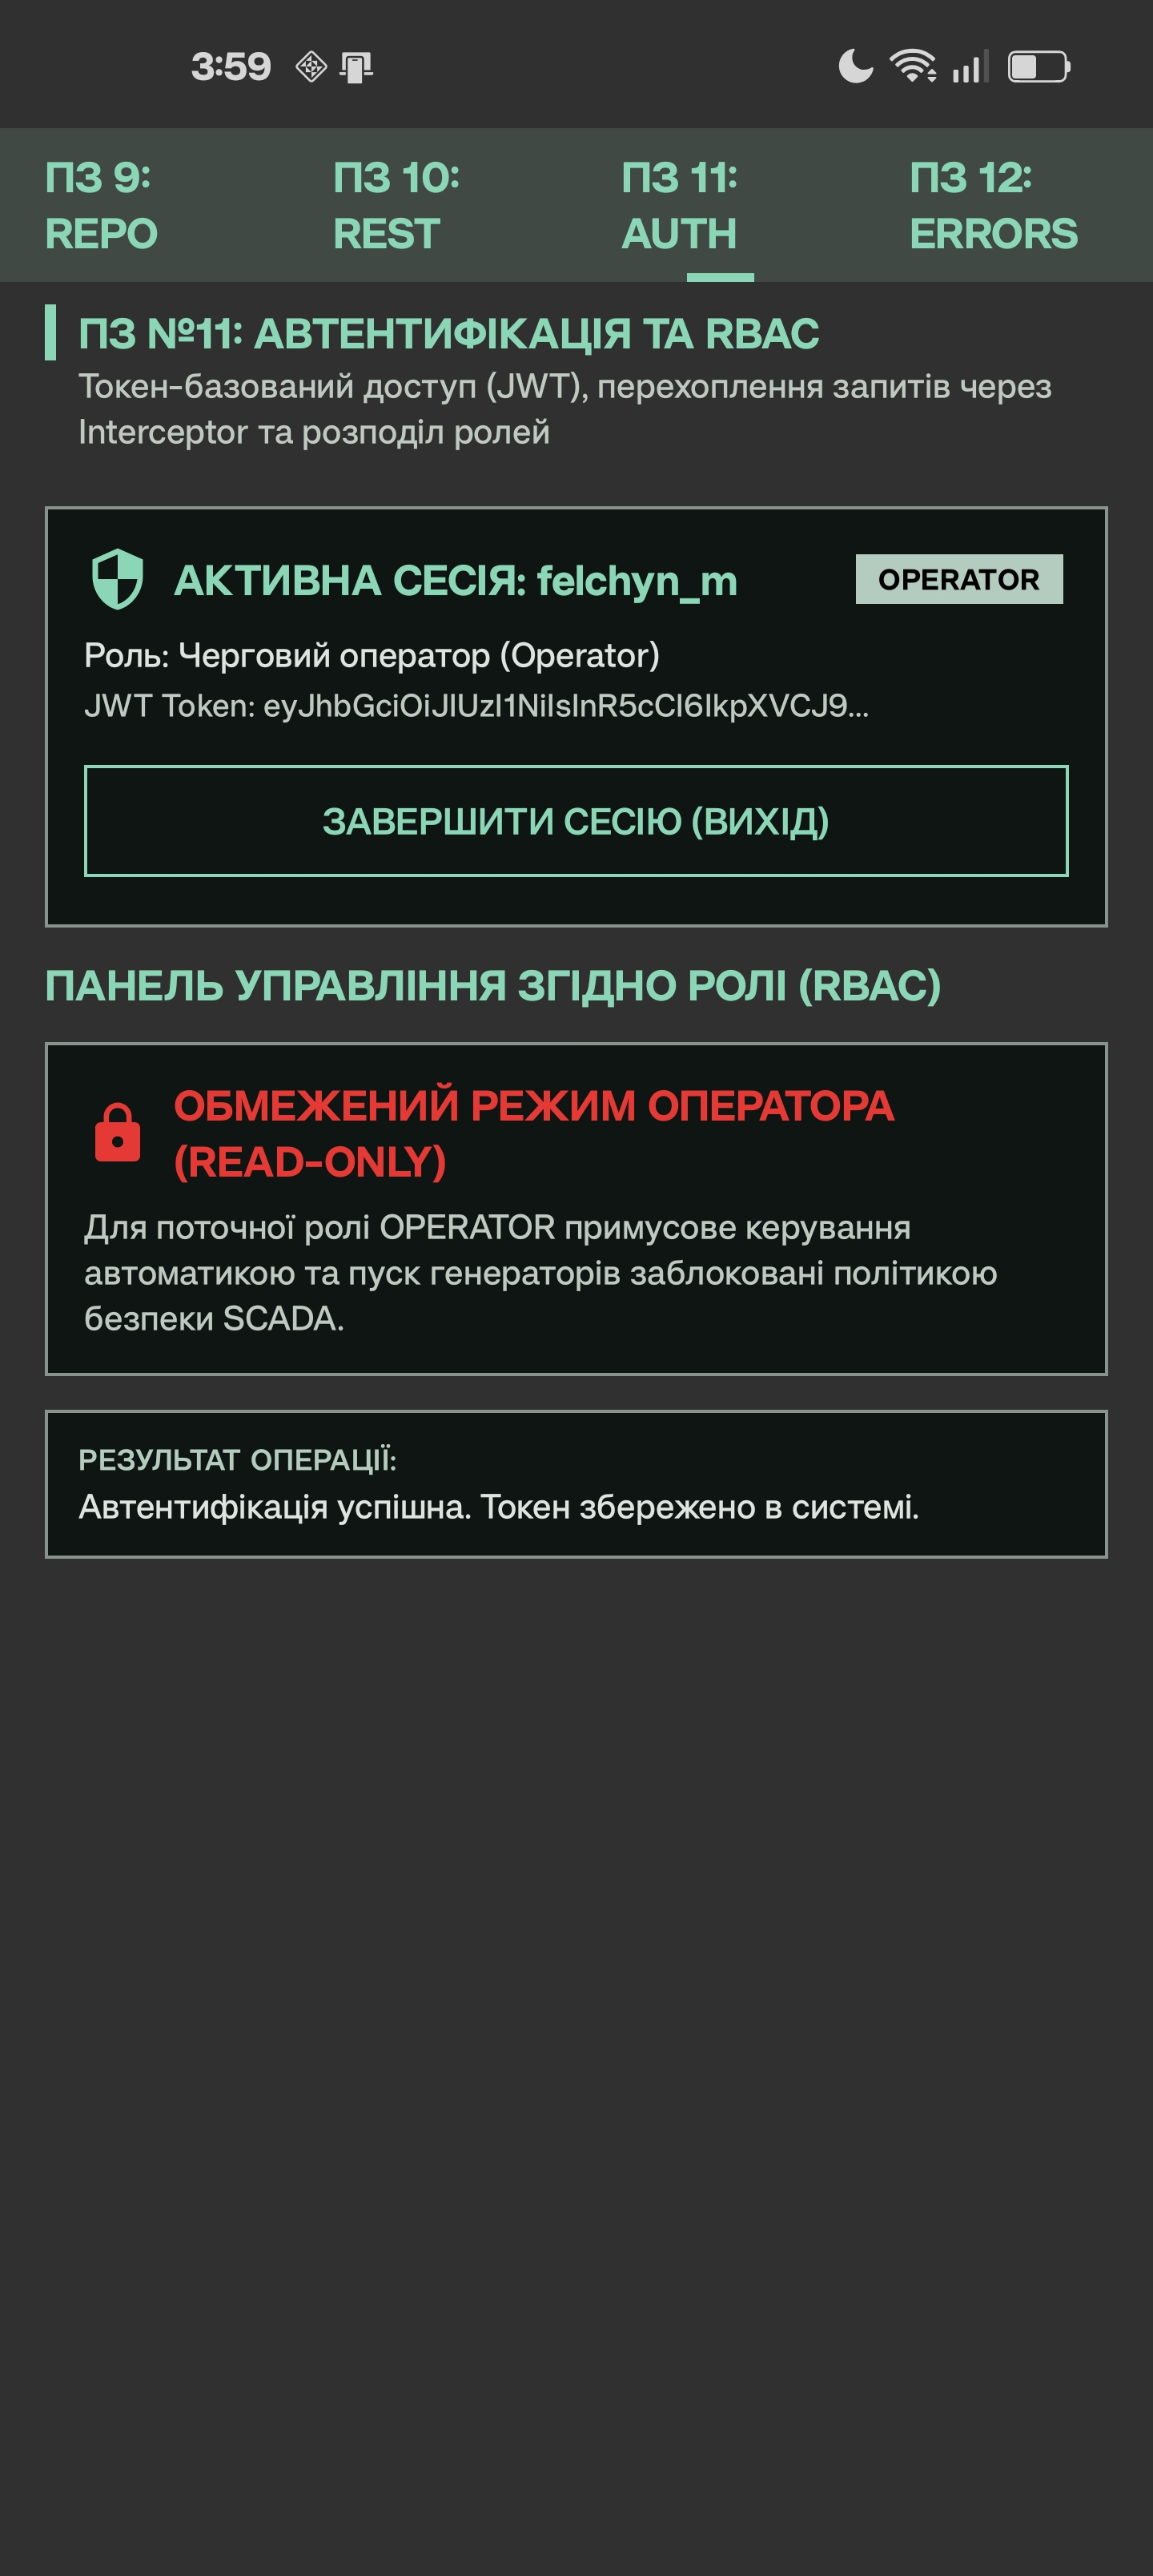 3:59
ПЗ 9:
REPO
ПЗ 10:
REST
ПЗ 11:
AUTH
ПЗ 12:
ERRORS
ПЗ №11: АВТЕНТИФІКАЦІЯ ТА RBAC
Токен-базований доступ (JWT), перехоплення запитів через
Interceptor та розподіл ролей
АКТИВНА СЕСІЯ: felchyn_m
OPERATOR
Роль: Черговий оператор (Operator)
JWT Token: eyJhbGciOiJIUzI1NiIsInR5cCI6IkpXVCJ9...
ЗАВЕРШИТИ СЕСІЮ (ВИХІД)
ПАНЕЛЬ УПРАВЛІННЯ ЗГІДНО РОЛІ (RBAC)
ОБМЕЖЕНИЙ РЕЖИМ ОПЕРАТОРА
(READ-ONLY)
Для поточної ролі OPERATOR примусове керування
автоматикою та пуск генераторів заблоковані політикою
безпеки SCADA.
РЕЗУЛЬТАТ ОПЕРАЦІЇ:
Автентифікація успішна. Токен збережено в системі.